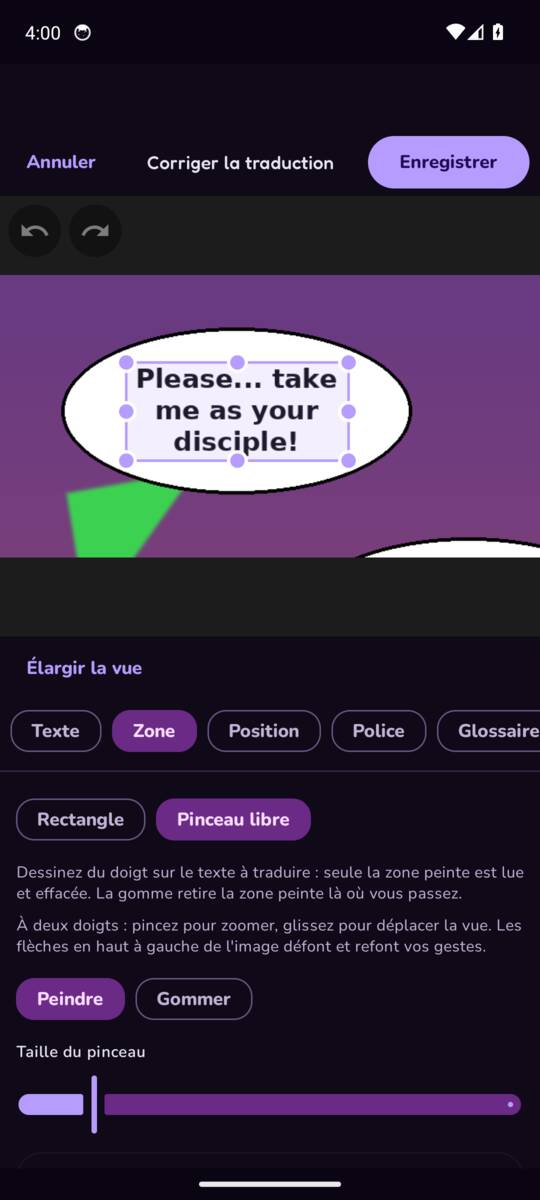 4:00
Annuler
Corriger la traduction
Enregistrer
Please... take
me as your
disciple!
Élargir la vue
Texte
Zone
Position
Police
Glossaire
Rectangle
Pinceau libre
Dessinez du doigt sur le texte à traduire : seule la zone peinte est lue
et effacée. La gomme retire la zone peinte là où vous passez.
À deux doigts : pincez pour zoomer, glissez pour déplacer la vue. Les
flèches en haut à gauche de l'image défont et refont vos gestes.
Peindre
Gommer
Taille du pinceau